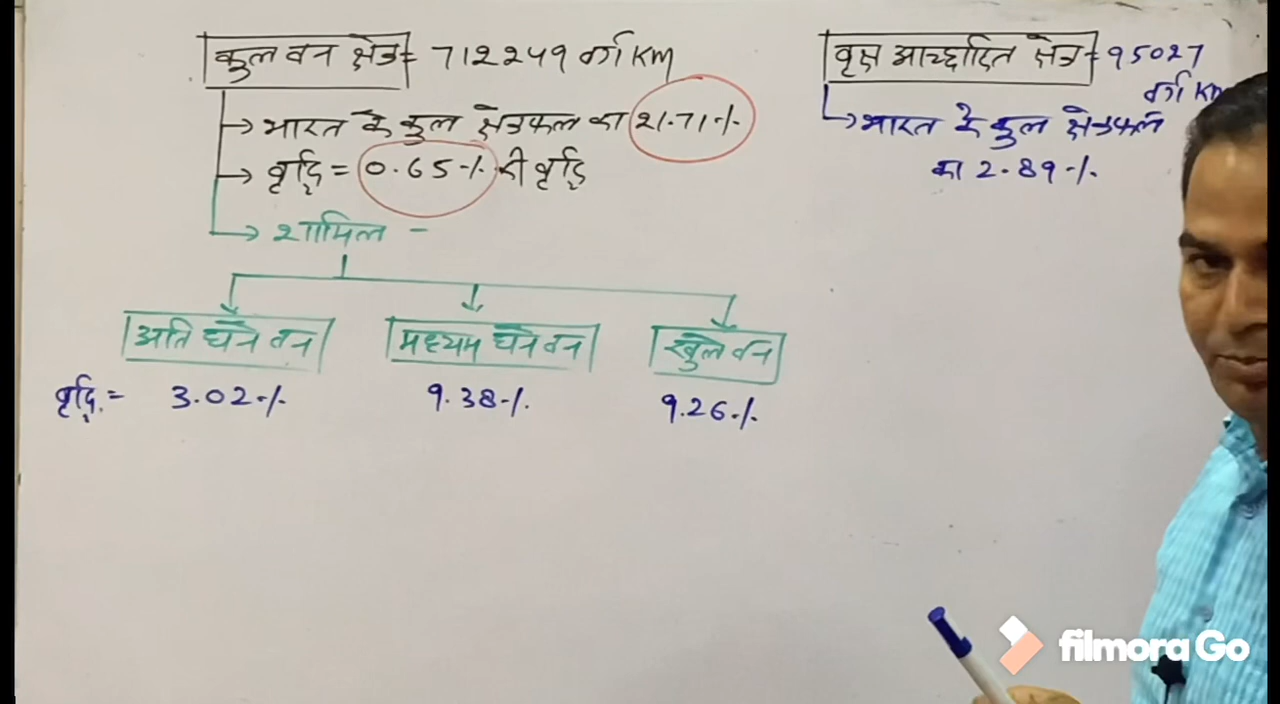 कुल वन क्षेत्र = 712249 वर्ग KM
→ भारत के कुल क्षेत्रफल का 21.71%
→ वृद्धि = 0.65% की वृद्धि
→ शामिल -
अति घने वन मध्यम घने वन खुले वन
वृद्धि = 3.02% 9.38% 9.26%
वृक्ष आच्छादित क्षेत्र = 95027
वर्ग KM
→ भारत के कुल क्षेत्रफल
का 2.89%
filmora Go